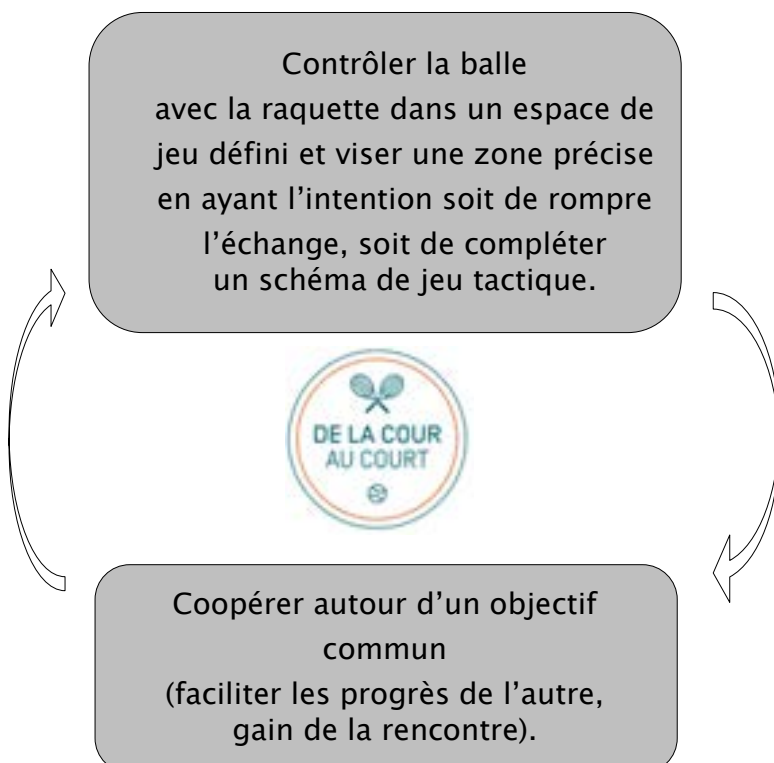 Contrôler la balle
avec la raquette dans un espace de
jeu défini et viser une zone précise
en ayant l’intention soit de rompre
l’échange, soit de compléter
un schéma de jeu tactique.
DE LA COUR
AU COURT
Coopérer autour d’un objectif
commun
(faciliter les progrès de l’autre,
gain de la rencontre).